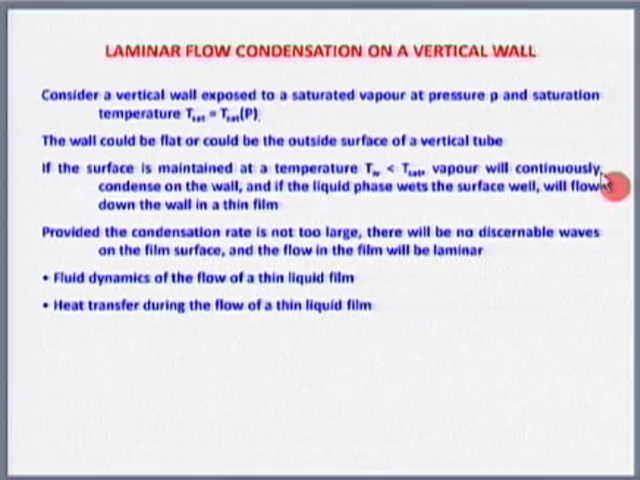 LAMINAR FLOW CONDENSATION ON A VERTICAL WALL
Consider a vertical wall exposed to a saturated vapour at pressure p and saturation
temperature Tsat = Tsat(P).
The wall could be flat or could be the outside surface of a vertical tube
If the surface is maintained at a temperature Tw < Tsat, vapour will continuously
condense on the wall, and if the liquid phase wets the surface well, will flow
down the wall in a thin film
Provided the condensation rate is not too large, there will be no discernable waves
on the film surface, and the flow in the film will be laminar
• Fluid dynamics of the flow of a thin liquid film
• Heat transfer during the flow of a thin liquid film